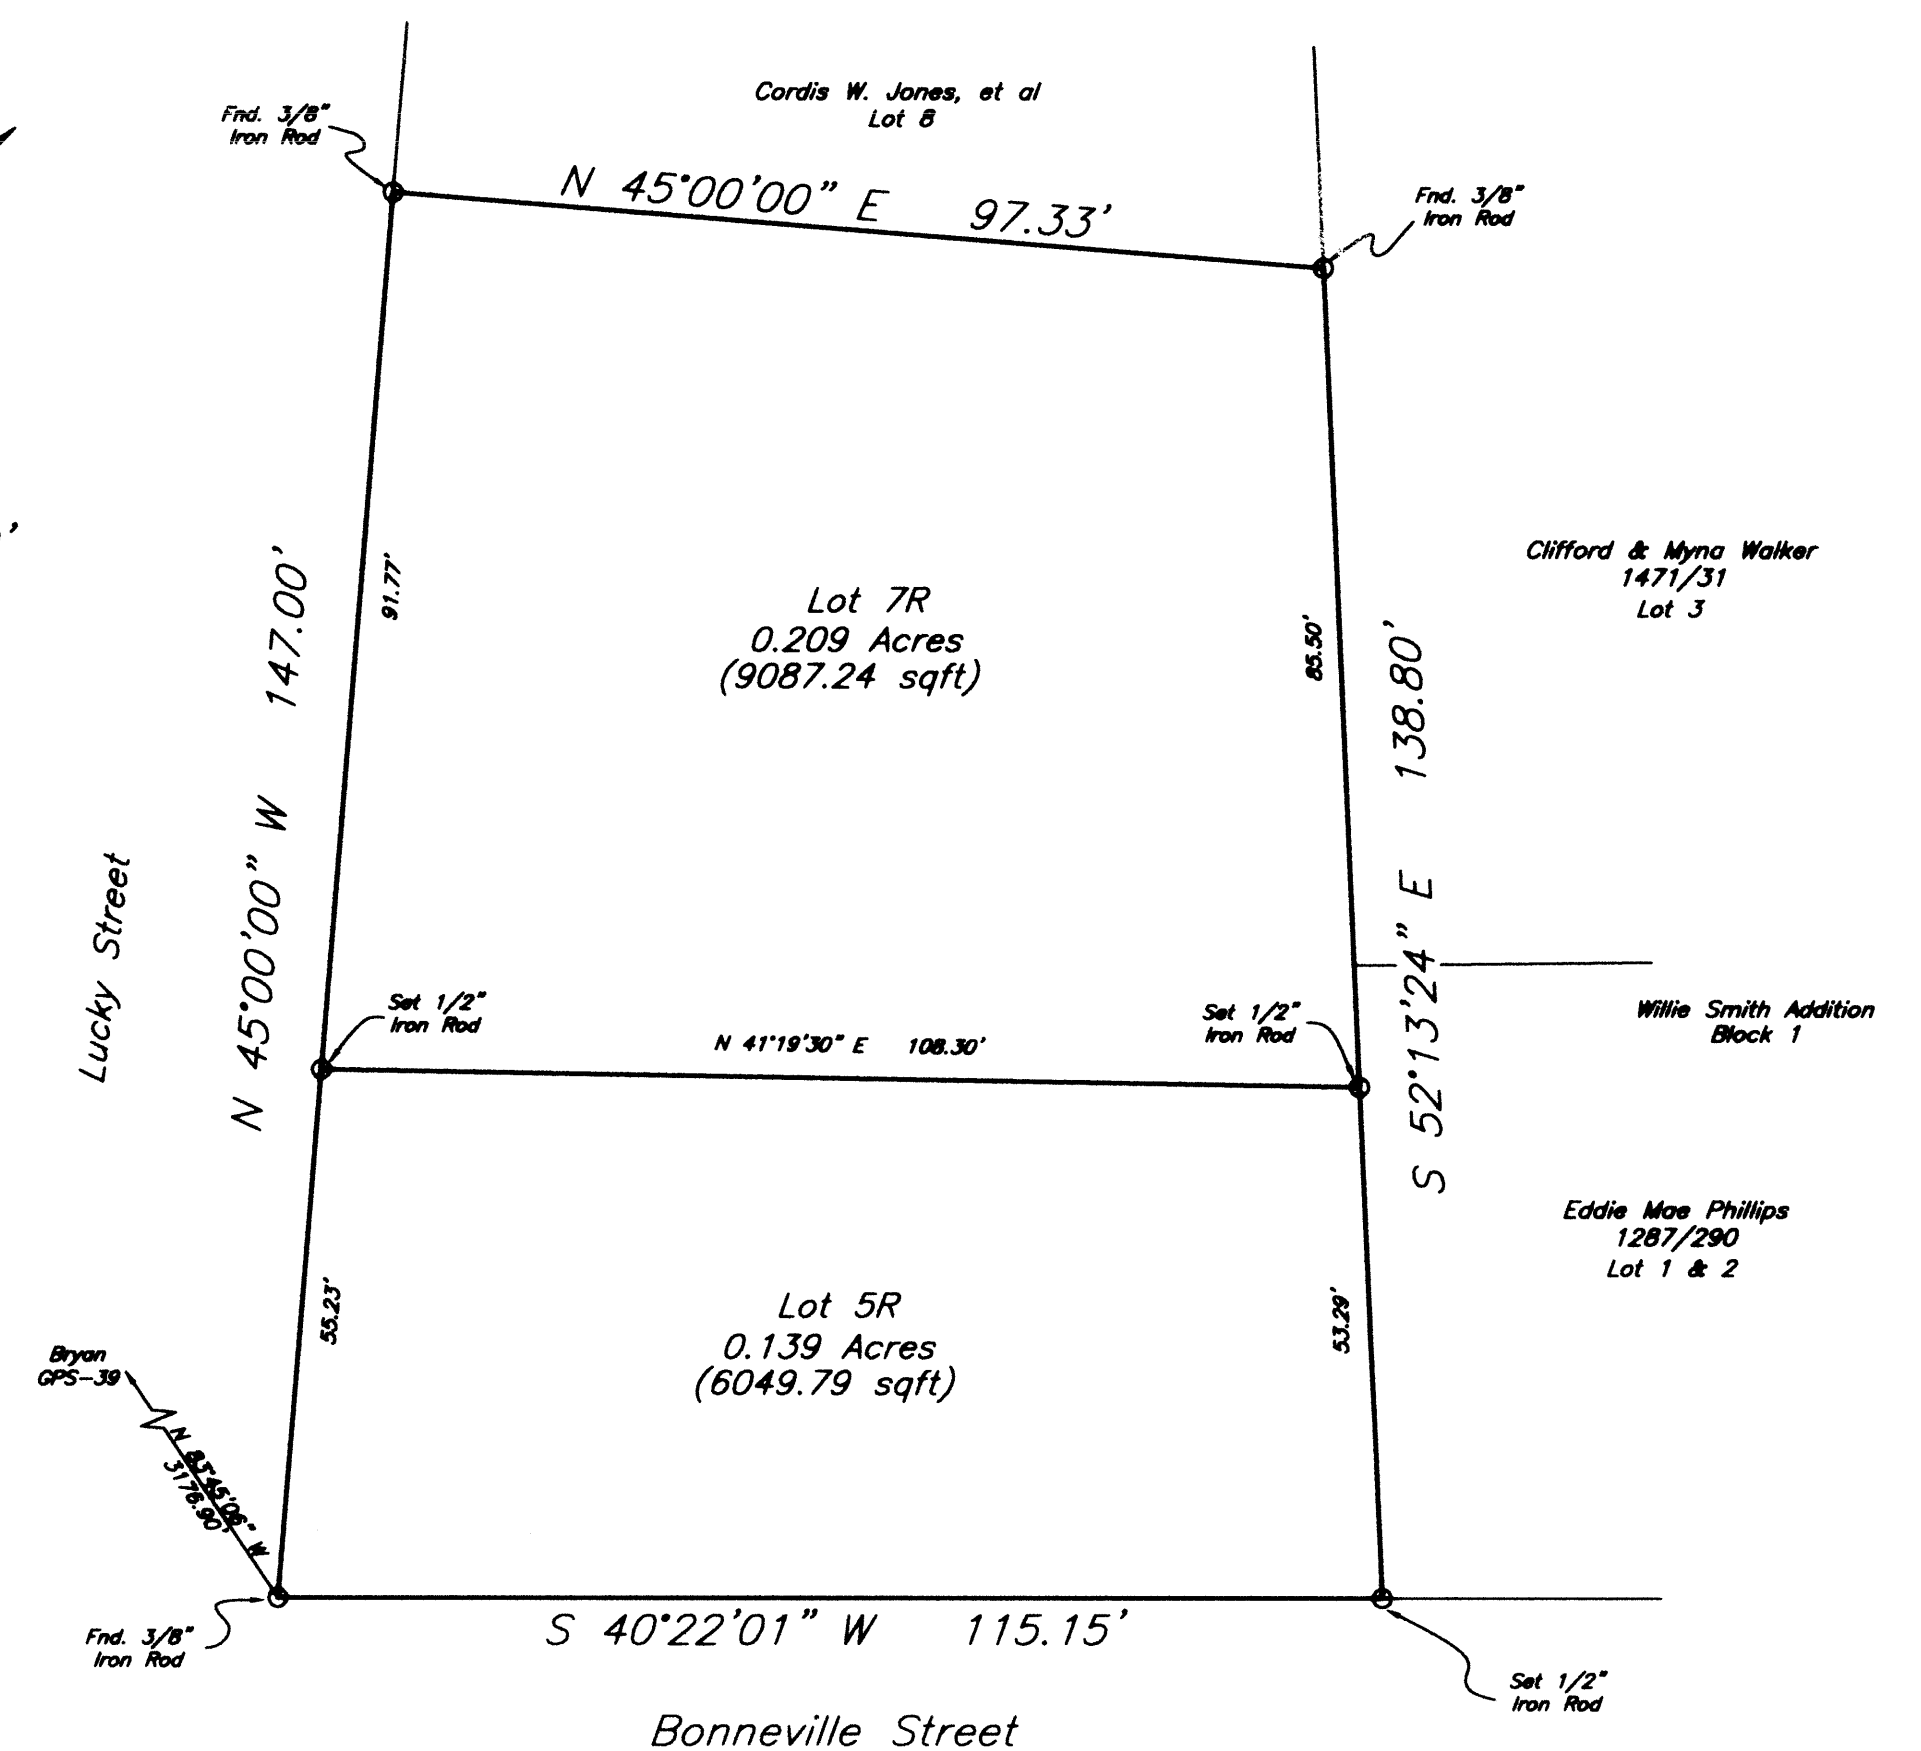 Cordis W. Jones, et al
Lot 8
Fnd. 3/8"
Iron Rod
N 45°00'00" E 97.33'
Fnd. 3/8"
Iron Rod
Clifford & Myna Walker
1471/31
Lot 3
91.77'
N 45°00'00" W 147.00'
Lot 7R
0.209 Acres
(9087.24 sqft)
85.50'
S 52°13'24" E 138.80'
Lucky Street
Set 1/2"
Iron Rod
N 41°19'30" E 108.30'
Set 1/2"
Iron Rod
Willie Smith Addition
Block 1
Eddie Mae Phillips
1287/290
Lot 1 & 2
55.23'
Lot 5R
0.139 Acres
(6049.79 sqft)
53.29'
Bryan
GPS-39
N 83°45'06" W
3176.90'
Fnd. 3/8"
Iron Rod
S 40°22'01" W 115.15'
Set 1/2"
Iron Rod
Bonneville Street